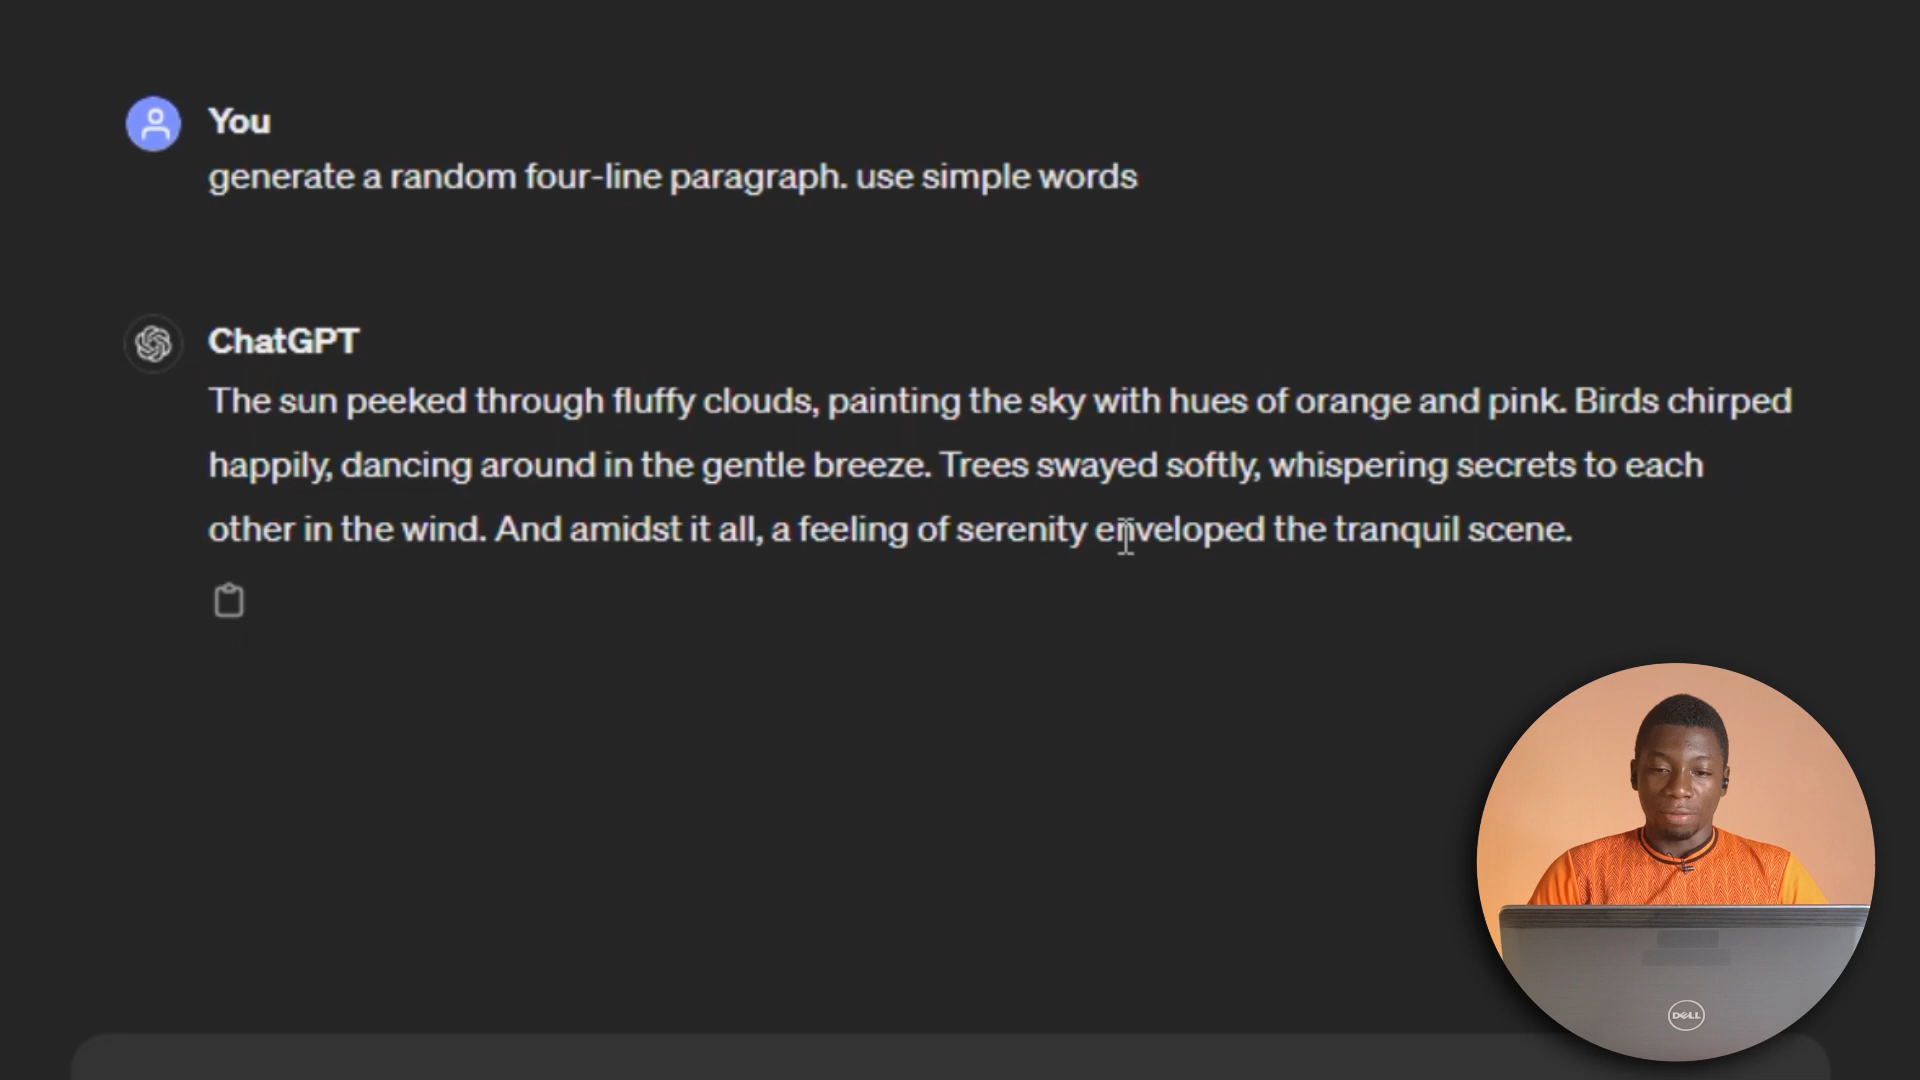 You
generate a random four-line paragraph. use simple words
ChatGPT
The sun peeked through fluffy clouds, painting the sky with hues of orange and pink. Birds chirped
happily, dancing around in the gentle breeze. Trees swayed softly, whispering secrets to each
other in the wind. And amidst it all, a feeling of serenity enveloped the tranquil scene.
DELL